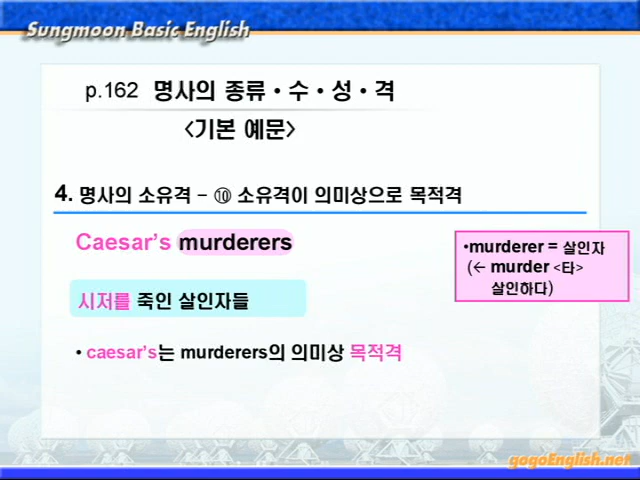 Sungmoon Basic English
p.162 명사의 종류 • 수 • 성 • 격
<기본 예문>
4. 명사의 소유격 – ⑩ 소유격이 의미상으로 목적격
Caesar’s murderers
•murderer = 살인자
(← murder <타>
살인하다)
시저를 죽인 살인자들
• caesar’s는 murderers의 의미상 목적격
gogoEnglish.net